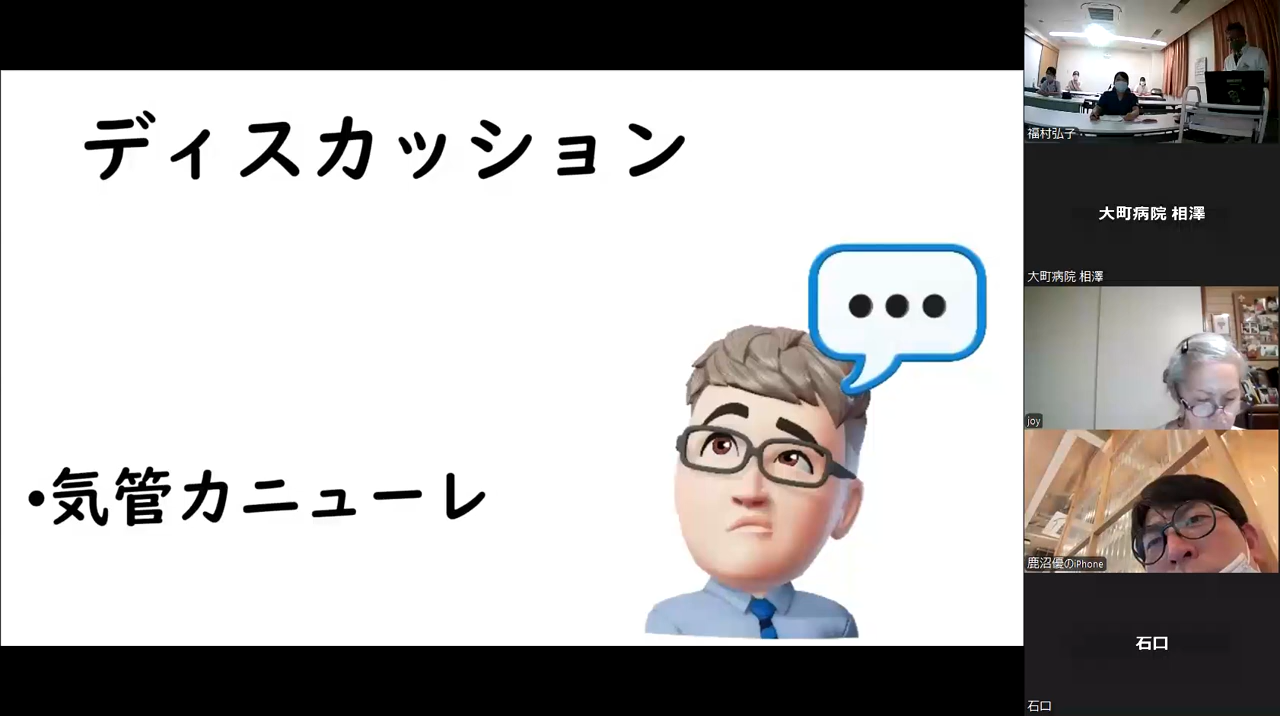 ディスカッション
•気管カニューレ
福村弘子
大町病院 相澤
大町病院 相澤
joy
鹿沼優のiPhone
石口
石口